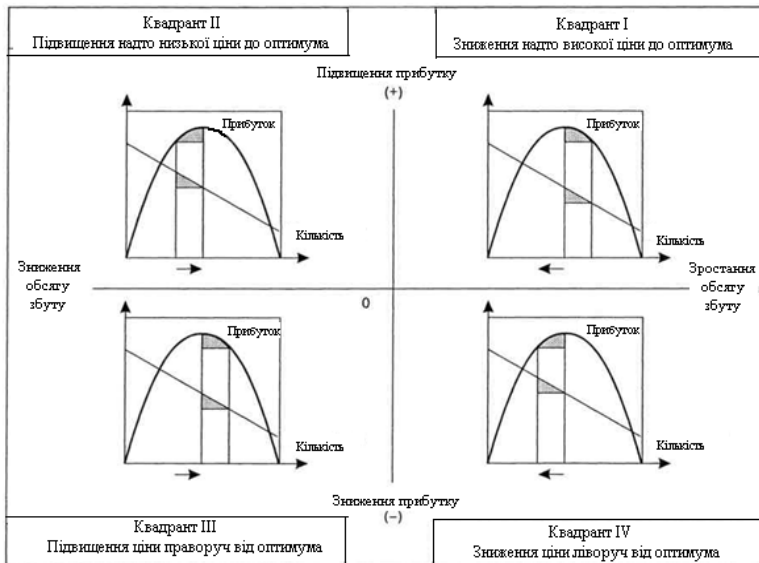 Квадрант II
Підвищення надто низької ціни до оптимума
Квадрант I
Зниження надто високої ціни до оптимума
Підвищення прибутку
(+)
Прибуток
Кількість
Прибуток
Кількість
Зниження
обсягу
збуту
0
Зростання
обсягу
збуту
Прибуток
Кількість
Прибуток
Кількість
Зниження прибутку
(−)
Квадрант III
Підвищення ціни праворуч від оптимума
Квадрант IV
Зниження ціни ліворуч від оптимума